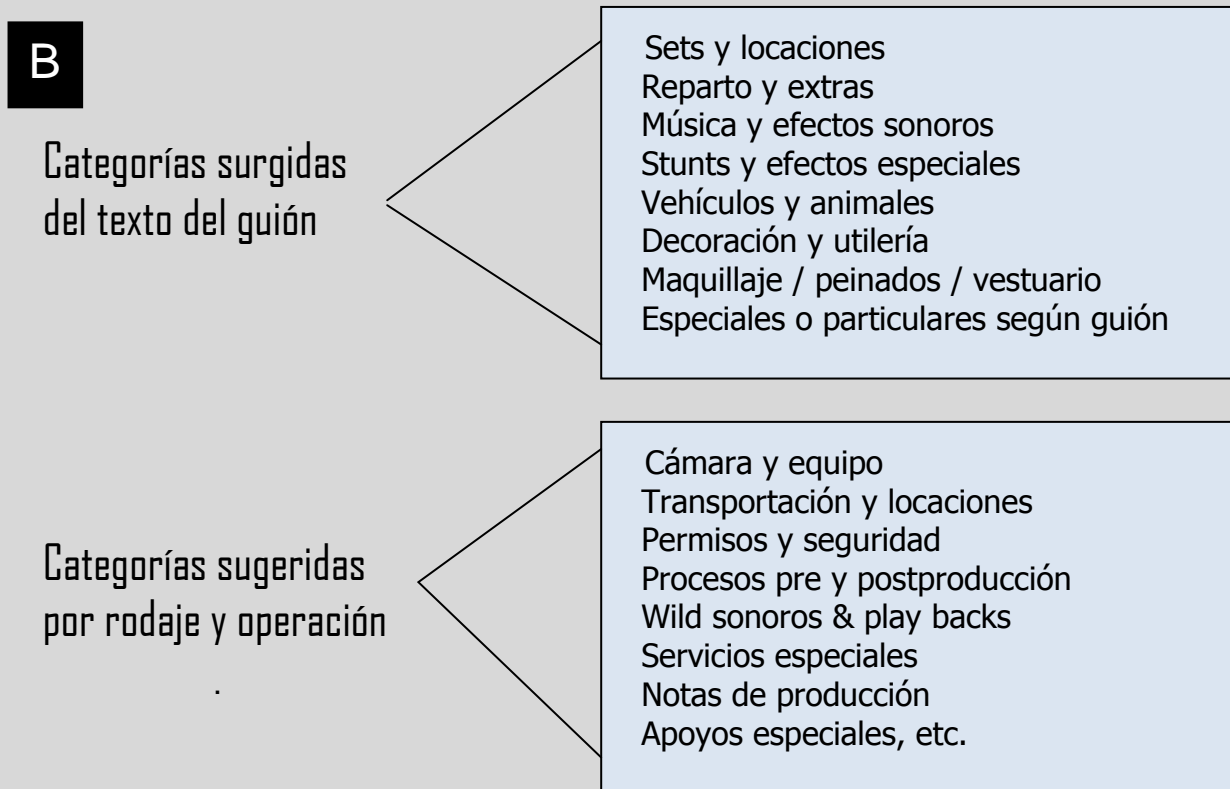 B
Categorías surgidas
del texto del guión
Sets y locaciones
Reparto y extras
Música y efectos sonoros
Stunts y efectos especiales
Vehículos y animales
Decoración y utilería
Maquillaje / peinados / vestuario
Especiales o particulares según guión
Categorías sugeridas
por rodaje y operación
.
Cámara y equipo
Transportación y locaciones
Permisos y seguridad
Procesos pre y postproducción
Wild sonoros & play backs
Servicios especiales
Notas de producción
Apoyos especiales, etc.